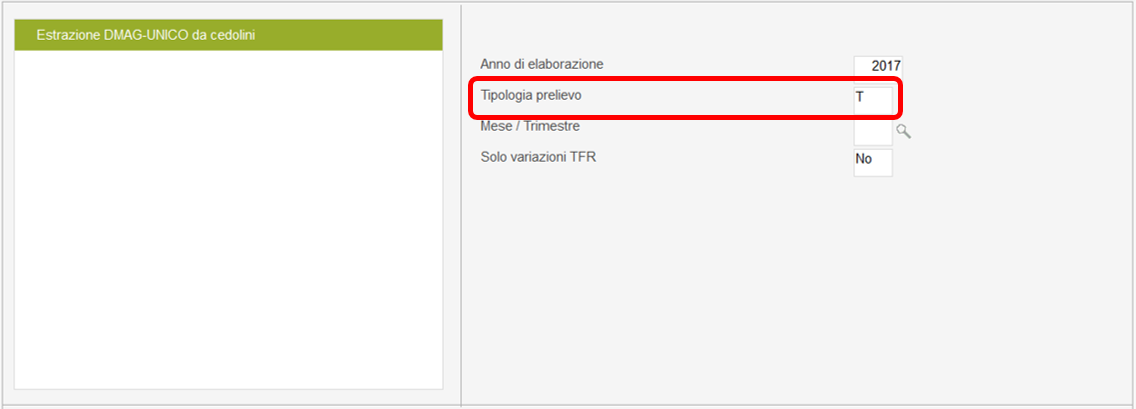 Estrazione DMAG-UNICO da cedolini
Anno di elaborazione 2017
Tipologia prelievo T
Mese / Trimestre
Solo variazioni TFR No